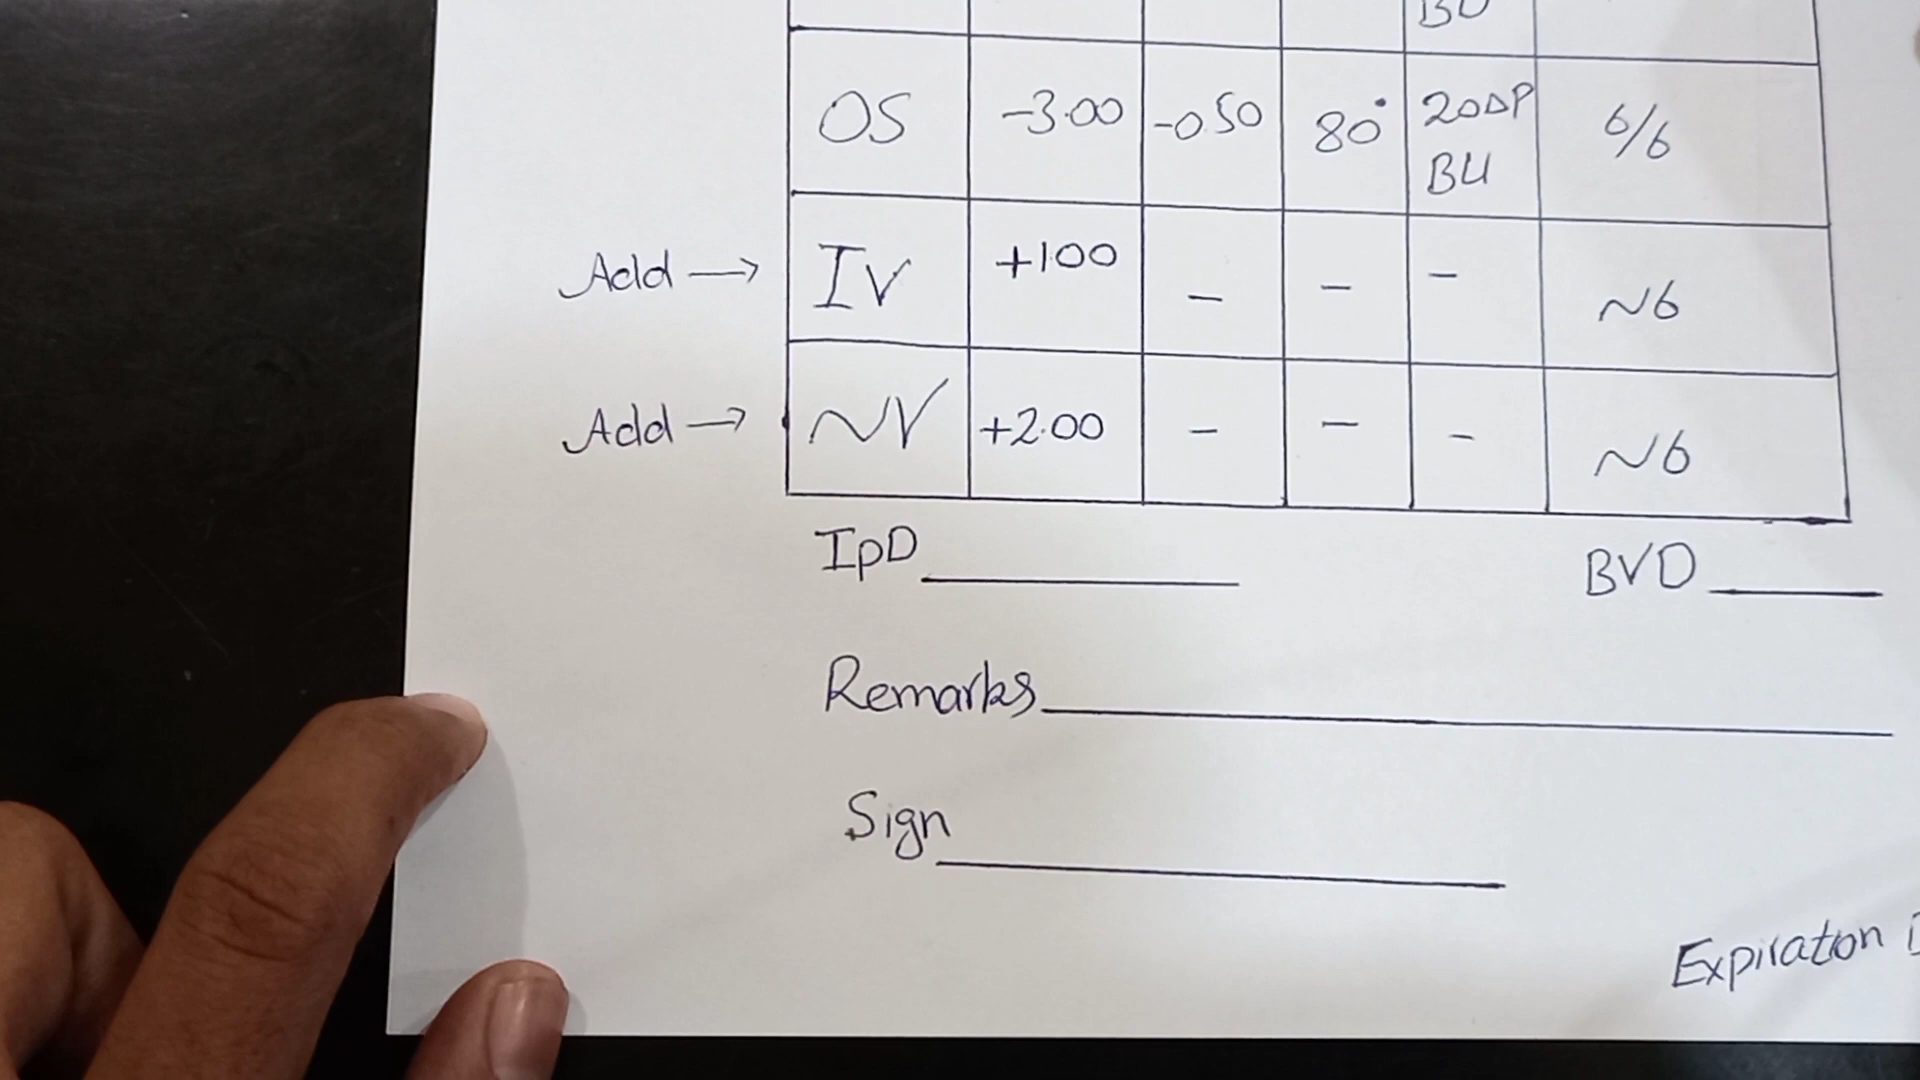 OS -3.00 -0.50 80° 20ΔP 6/6
BU
Add → IV +1.00 - - - N6
Add → NV +2.00 - - - N6
IpD
BVD
Remarks
Sign
Expiration